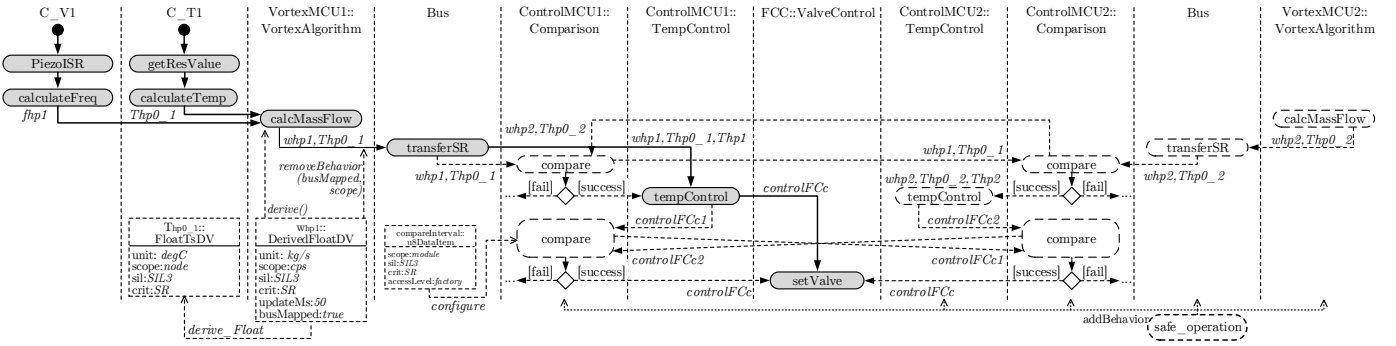 C_V1
C_T1
VortexMCU1::
VortexAlgorithm
Bus
ControlMCU1::
Comparison
ControlMCU1::
TempControl
FCC::ValveControl
ControlMCU2::
TempControl
ControlMCU2::
Comparison
Bus
VortexMCU2::
VortexAlgorithm
PiezoISR
getResValue
calculateFreq
calculateTemp
fhp1
Thp0_1
calcMassFlow
calcMassFlow
whp1,Thp0_1
whp2,Thp0_2
whp1,Thp0_1,Thp1
whp2,Thp0_2
transferSR
transferSR
removeBehavior
(busMapped,
scope)
whp1,Thp0_1
compare
whp1,Thp0_1
compare
whp2,Thp0_2
whp2,Thp0_2,Thp2
[fail]
[success]
controlFCc
[success]
[fail]
tempControl
tempControl
derive()
controlFCc1
controlFCc2
Thp0_1::
FloatTsDV
unit: degC
scope:node
sil:SIL3
crit:SR
whp1::
DerivedFloatDV
unit: kg/s
scope:cps
sil:SIL3
crit:SR
updateMs:50
busMapped:true
compareInterval::
u8DataItem
scope:module
sil:SIL3
crit:SR
accessLevel:factory
compare
compare
controlFCc2
controlFCc1
[fail]
[success]
[success]
[fail]
setValve
configure
controlFCc
controlFCc
derive_Float
addBehavior
safe_operation